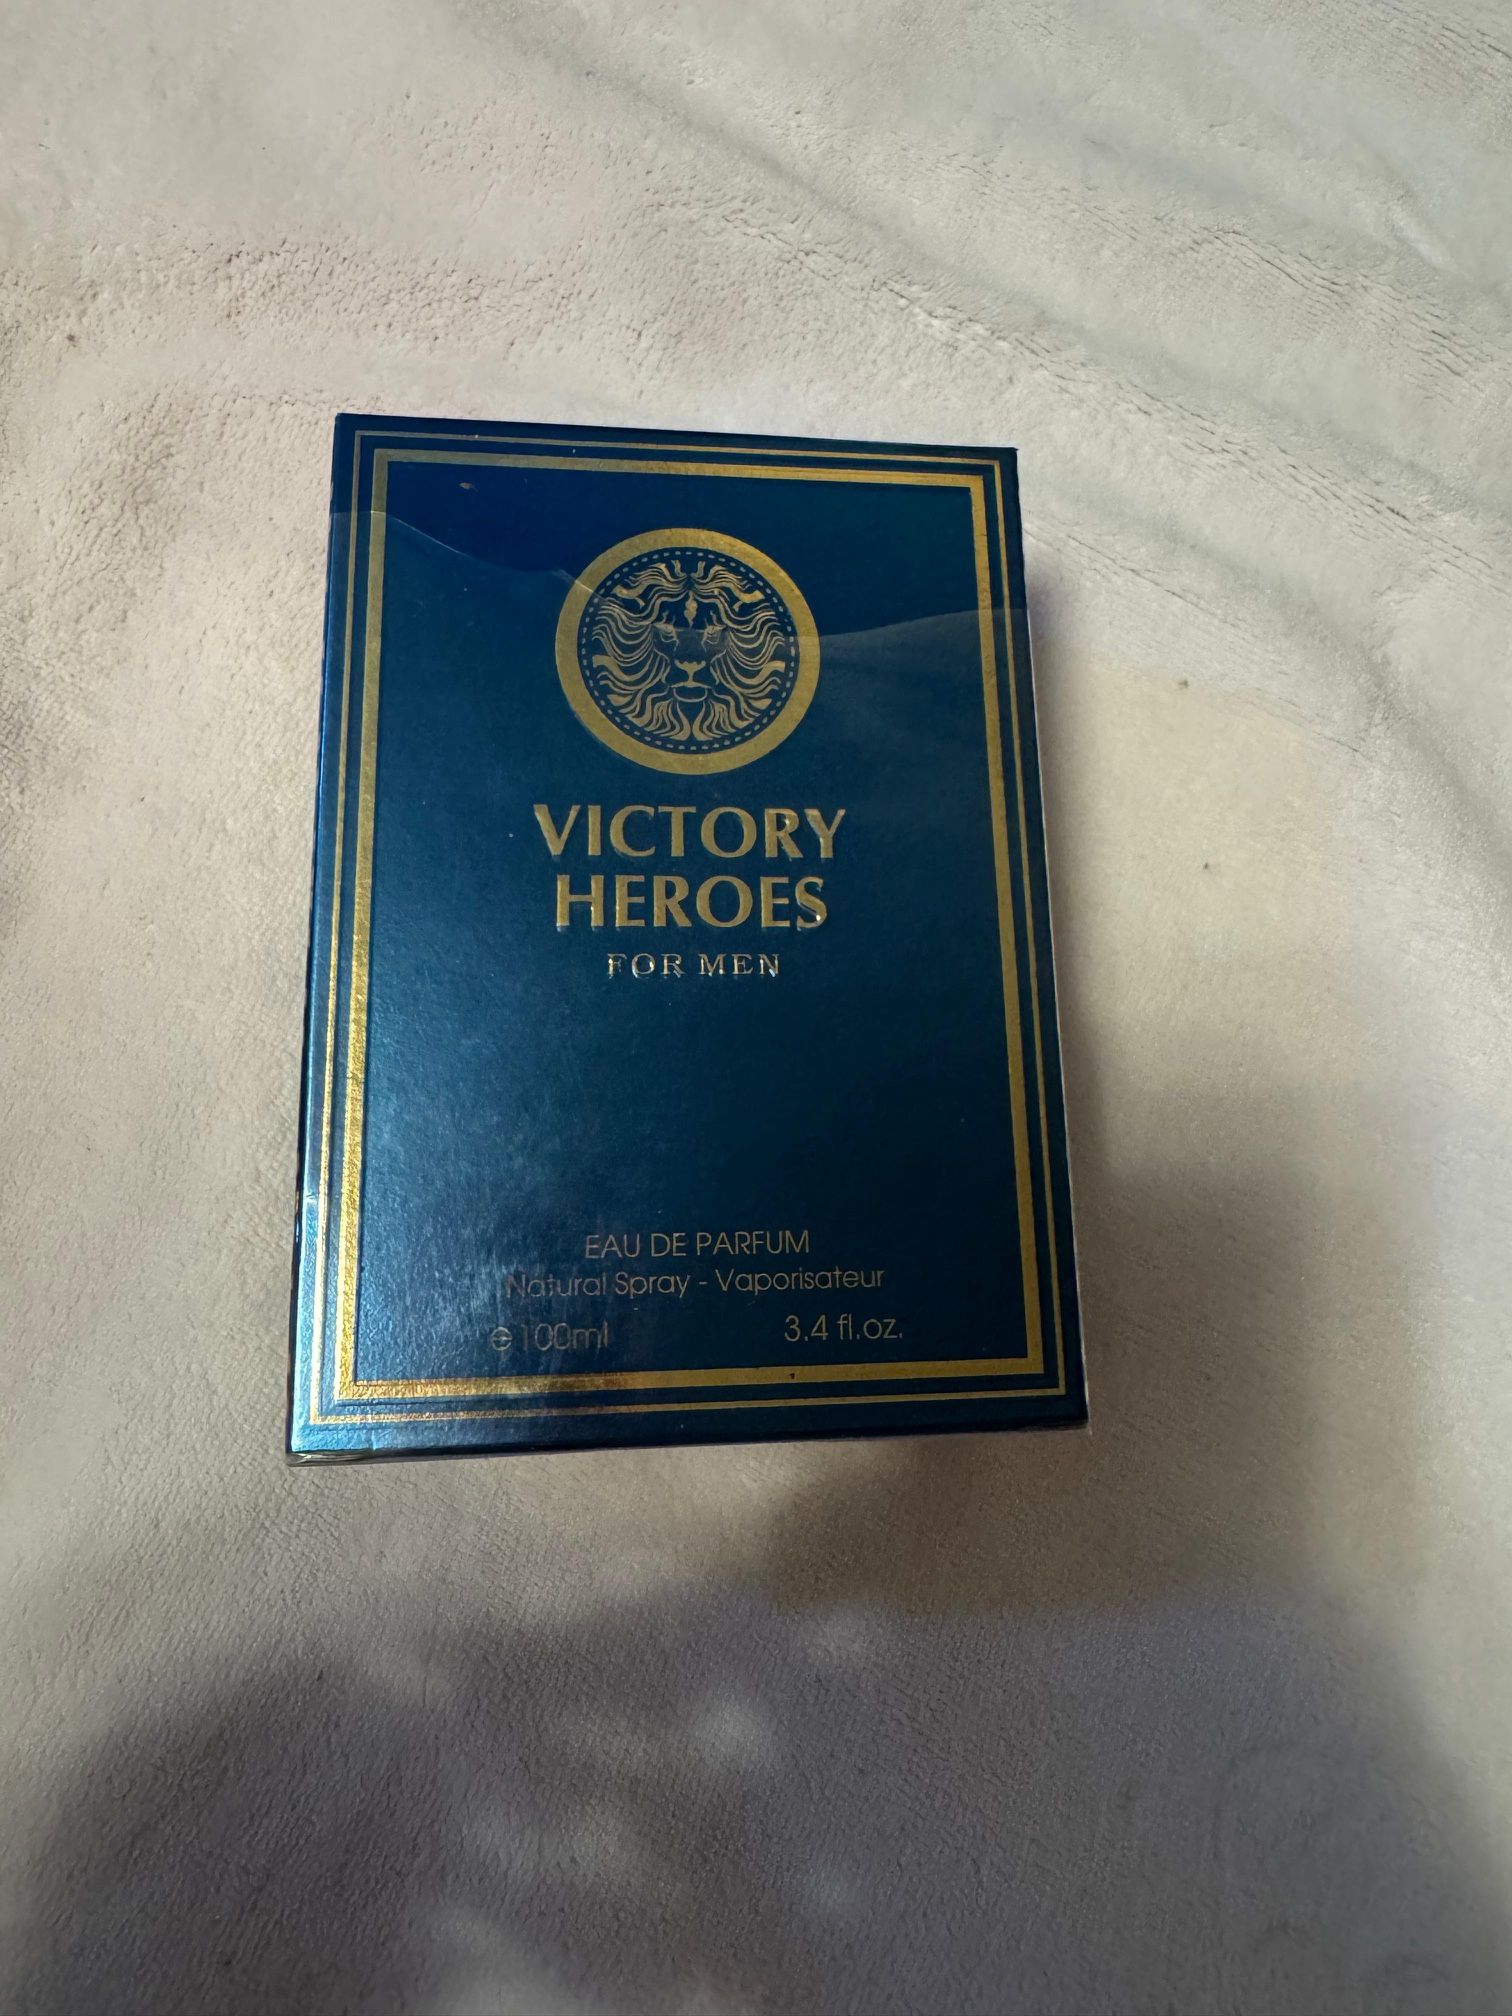 VICTORY
HEROES
FOR MEN
EAU DE PARFUM
Natural Spray - Vaporisateur
℮100ml 3.4 fl.oz.